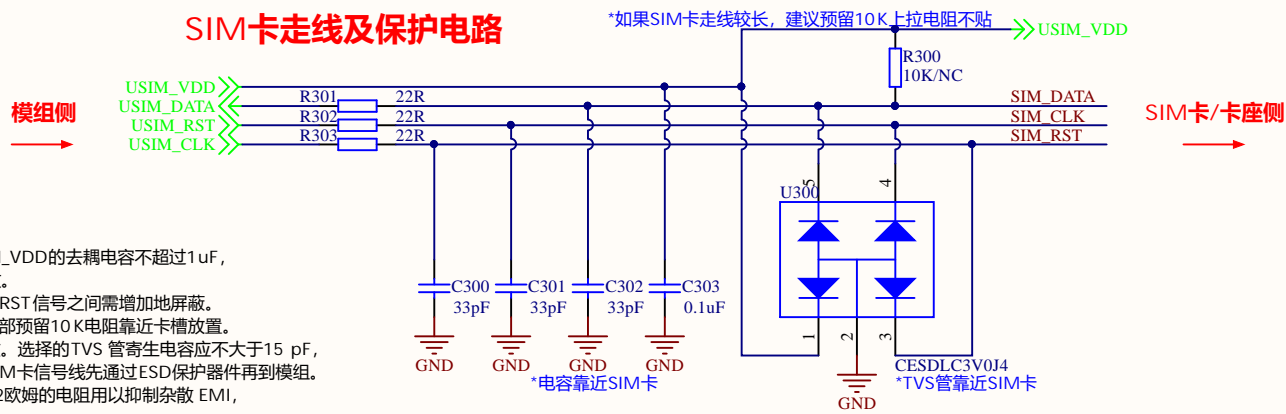 SIM卡走线及保护电路
*如果SIM卡走线较长，建议预留10K上拉电阻不贴
USIM_VDD
R300
10K/NC
模组侧
USIM_VDD
USIM_DATA
USIM_RST
USIM_CLK
R301 22R
R302 22R
R303 22R
SIM_DATA
SIM_CLK
SIM_RST
SIM卡/卡座侧
U300
5
4
_VDD的去耦电容不超过1uF，
。
RST信号之间需增加地屏蔽。
部预留10K电阻靠近卡槽放置。
。选择的TVS 管寄生电容应不大于15 pF，
M卡信号线先通过ESD保护器件再到模组。
2欧姆的电阻用以抑制杂散 EMI，
C300
33pF
C301
33pF
C302
33pF
C303
0.1uF
GND
GND
GND
GND
*电容靠近SIM卡
1
2
3
CESDLC3V0J4
*TVS管靠近SIM卡
GND